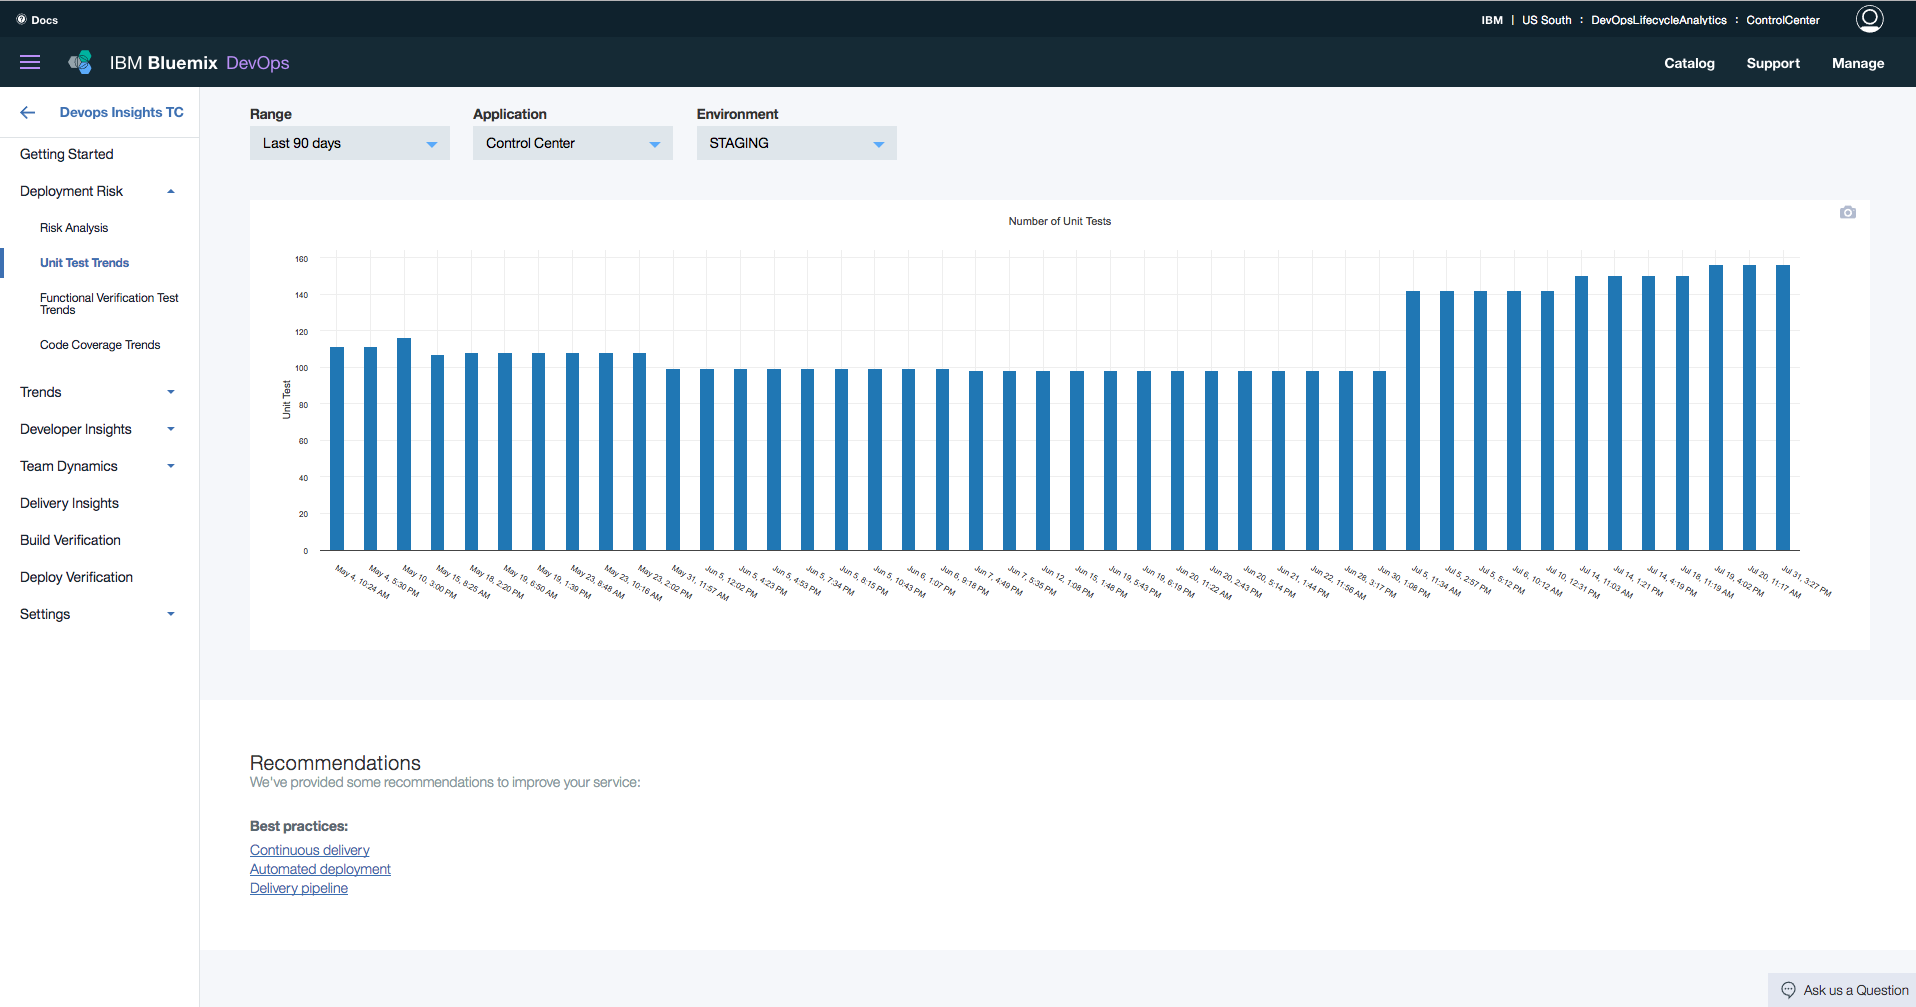 Docs
IBM | US South : DevOpsLifecycleAnalytics : ControlCenter
IBM Bluemix DevOps
Catalog Support Manage
Devops Insights TC
Getting Started
Deployment Risk
Risk Analysis
Unit Test Trends
Functional Verification Test
Trends
Code Coverage Trends
Trends
Developer Insights
Team Dynamics
Delivery Insights
Build Verification
Deploy Verification
Settings
Range Application Environment
Last 90 days Control Center STAGING
Number of Unit Tests
Unit Test
160
140
120
100
80
60
40
20
0
May 4, 10:24 AM
May 4, 5:30 PM
May 10, 3:00 PM
May 15, 8:25 AM
May 18, 2:20 PM
May 19, 6:50 AM
May 19, 1:39 PM
May 23, 6:48 AM
May 23, 10:16 AM
May 23, 2:02 PM
May 31, 11:57 AM
Jun 5, 12:02 PM
Jun 5, 4:23 PM
Jun 5, 4:53 PM
Jun 5, 7:34 PM
Jun 5, 8:15 PM
Jun 5, 10:43 PM
Jun 6, 1:07 PM
Jun 6, 9:18 PM
Jun 7, 4:49 PM
Jun 7, 5:35 PM
Jun 12, 1:08 PM
Jun 15, 1:48 PM
Jun 19, 5:43 PM
Jun 19, 6:19 PM
Jun 20, 11:22 AM
Jun 20, 2:43 PM
Jun 20, 5:14 PM
Jun 21, 1:44 PM
Jun 22, 11:56 AM
Jun 28, 3:17 PM
Jun 30, 1:08 PM
Jul 5, 11:34 AM
Jul 5, 2:57 PM
Jul 5, 5:12 PM
Jul 6, 10:12 AM
Jul 10, 12:31 PM
Jul 14, 11:03 AM
Jul 14, 1:21 PM
Jul 14, 4:19 PM
Jul 18, 11:19 AM
Jul 19, 4:02 PM
Jul 20, 11:17 AM
Jul 31, 3:27 PM
Recommendations
We've provided some recommendations to improve your service:
Best practices:
Continuous delivery
Automated deployment
Delivery pipeline
Ask us a Question